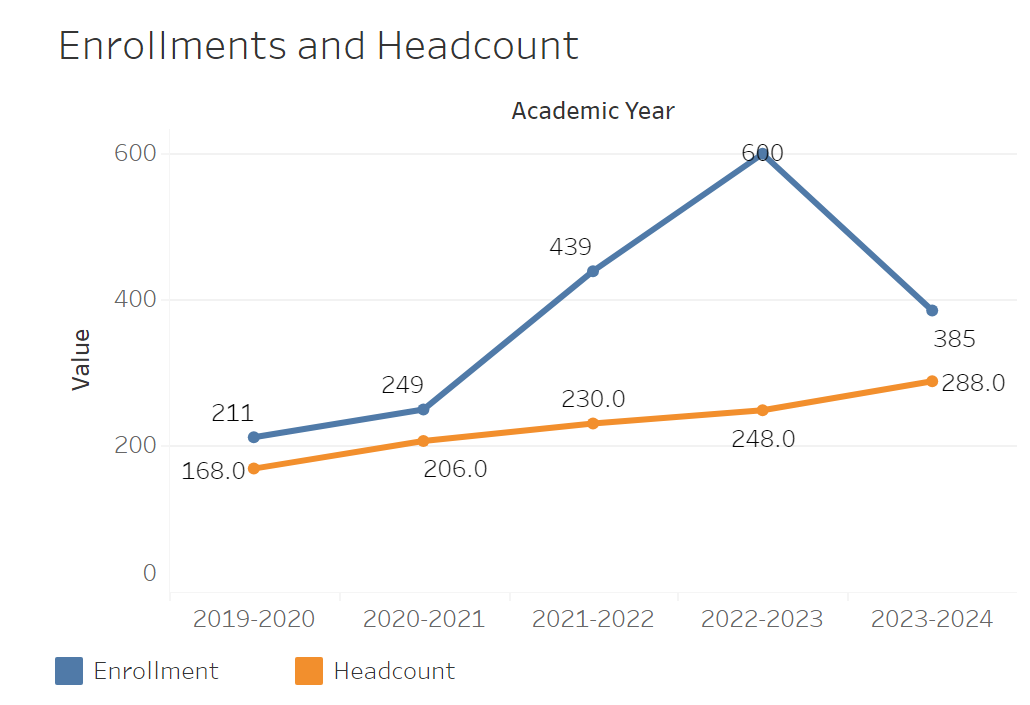 Enrollments and Headcount
Academic Year
600
600
439
400
385
Value
249
288.0
230.0
211
248.0
200
168.0
206.0
0
2019-2020 2020-2021 2021-2022 2022-2023 2023-2024
Enrollment Headcount